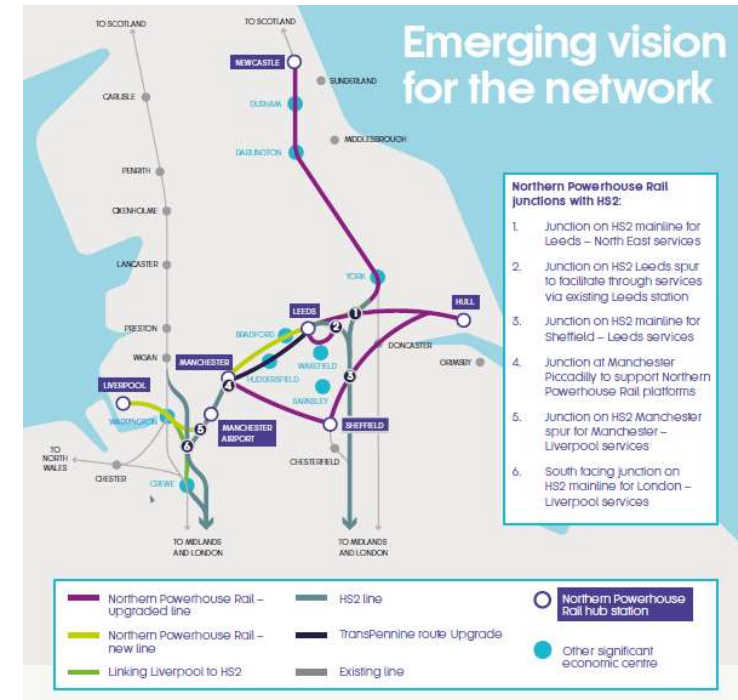 Emerging vision
for the network
TO SCOTLAND
TO SCOTLAND
NEWCASTLE
SUNDERLAND
CARLISLE
DURHAM
MIDDLESBROUGH
DARLINGTON
PENRITH
OXENHOLME
LANCASTER
YORK
LEEDS
HULL
1
2
PRESTON
BRADFORD
DONCASTER
WIGAN
MANCHESTER
WAKEFIELD
GRIMSBY
HUDDERSFIELD
3
4
LIVERPOOL
BARNSLEY
WARRINGTON
5
MANCHESTER
AIRPORT
SHEFFIELD
6
TO
NORTH
WALES
CHESTERFIELD
CHESTER
CREWE
TO MIDLANDS
AND LONDON
TO MIDLANDS
AND LONDON
Northern Powerhouse Rail
junctions with HS2:
1. Junction on HS2 mainline for
Leeds – North East services
2. Junction on HS2 Leeds spur
to facilitate through services
via existing Leeds station
3. Junction on HS2 mainline for
Sheffield – Leeds services
4. Junction at Manchester
Piccadilly to support Northern
Powerhouse Rail platforms
5. Junction on HS2 Manchester
spur for Manchester –
Liverpool services
6. South facing junction on
HS2 mainline for London –
Liverpool services
Northern Powerhouse Rail –
upgraded line
Northern Powerhouse Rail –
new line
Linking Liverpool to HS2
HS2 line
TransPennine route Upgrade
Existing line
Northern Powerhouse
Rail hub station
Other significant
economic centre